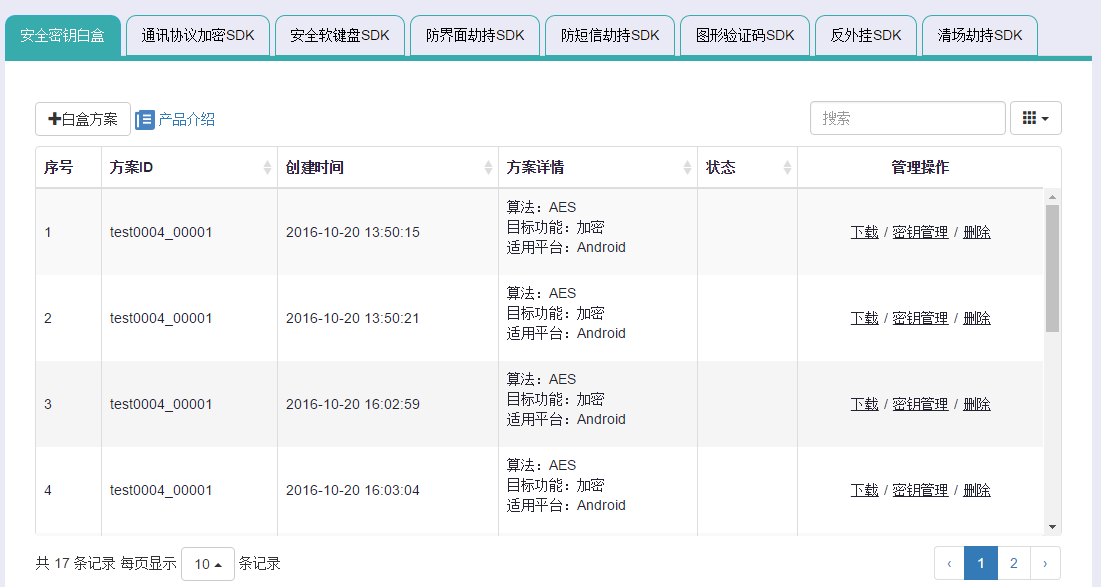 安全密钥白盒 通讯协议加密SDK 安全软键盘SDK 防界面劫持SDK 防短信劫持SDK 图形验证码SDK 反外挂SDK 清场劫持SDK
白盒方案 产品介绍 搜索
序号 方案ID 创建时间 方案详情 状态 管理操作
算法：AES
1 test0004_00001 2016-10-20 13:50:15 目标功能：加密 下载 / 密钥管理 / 删除
适用平台：Android
算法：AES
2 test0004_00001 2016-10-20 13:50:21 目标功能：加密 下载 / 密钥管理 / 删除
适用平台：Android
算法：AES
3 test0004_00001 2016-10-20 16:02:59 目标功能：加密 下载 / 密钥管理 / 删除
适用平台：Android
算法：AES
4 test0004_00001 2016-10-20 16:03:04 目标功能：加密 下载 / 密钥管理 / 删除
适用平台：Android
共 17 条记录 每页显示 10 条记录 ‹ 1 2 ›